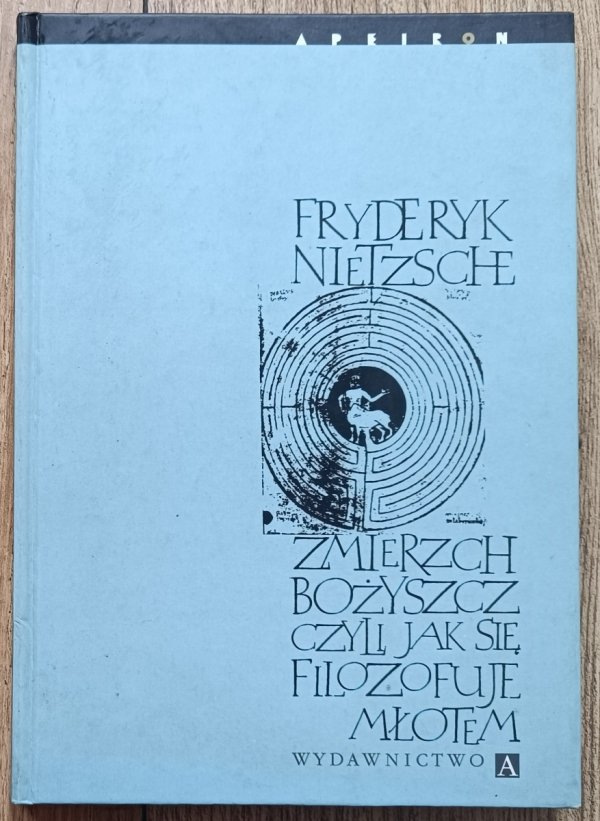 APEIRON
FRYDERYK
NIETZSCHE
ZMIERZCH
BOŻYSZCZ
CZYLI JAK SIĘ
FILOZOFUJE
MŁOTEM
WYDAWNICTWO A